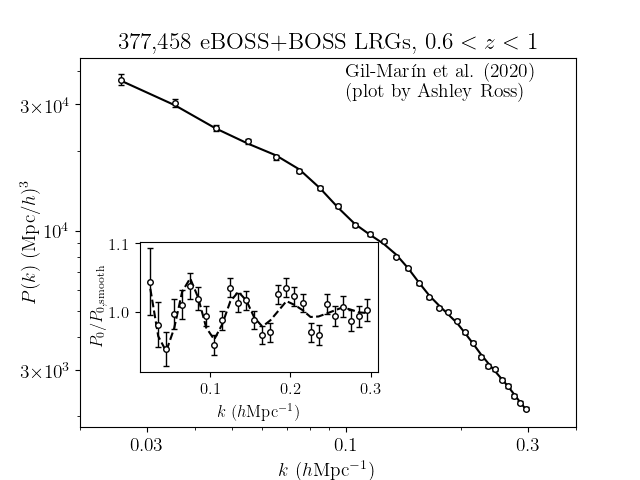 377,458 eBOSS+BOSS LRGs, 0.6 < z < 1
Gil-Marín et al. (2020)
(plot by Ashley Ross)
3×10⁴
10⁴
3×10³
P(k) (Mpc/h)³
1.1
1.0
P₀/P₀,smooth
0.1 0.2 0.3
k (hMpc⁻¹)
0.03 0.1 0.3
k (hMpc⁻¹)